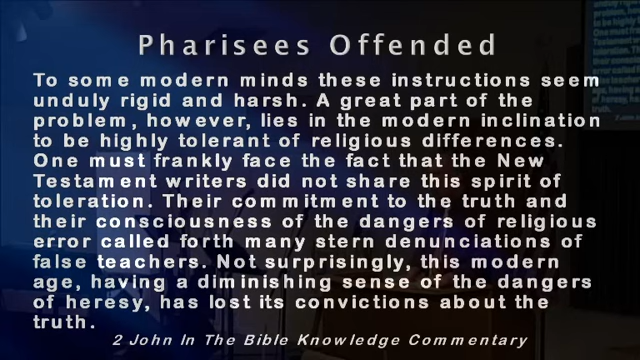 Pharisees Offended
To some modern minds these instructions seem
unduly rigid and harsh. A great part of the
problem, however, lies in the modern inclination
to be highly tolerant of religious differences.
One must frankly face the fact that the New
Testament writers did not share this spirit of
toleration. Their commitment to the truth and
their consciousness of the dangers of religious
error called forth many stern denunciations of
false teachers. Not surprisingly, this modern
age, having a diminishing sense of the dangers
of heresy, has lost its convictions about the
truth.
2 John In The Bible Knowledge Commentary